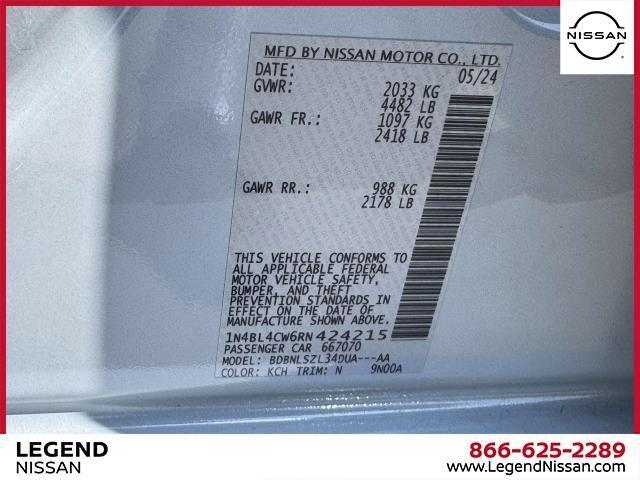 NISSAN
MFD BY NISSAN MOTOR CO., LTD.
DATE: 05/24
GVWR: 2033 KG
4482 LB
GAWR FR.: 1097 KG
2418 LB
GAWR RR.: 988 KG
2178 LB
THIS VEHICLE CONFORMS TO
ALL APPLICABLE FEDERAL
MOTOR VEHICLE SAFETY,
BUMPER, AND THEFT
PREVENTION STANDARDS IN
EFFECT ON THE DATE OF
MANUFACTURE SHOWN ABOVE.
1N4BL4CW6RN424215
PASSENGER CAR 667070
MODEL: BDBNLSZL34DUA---AA
COLOR: KCH TRIM: N 9N00A
LEGEND
NISSAN
866-625-2289
www.LegendNissan.com